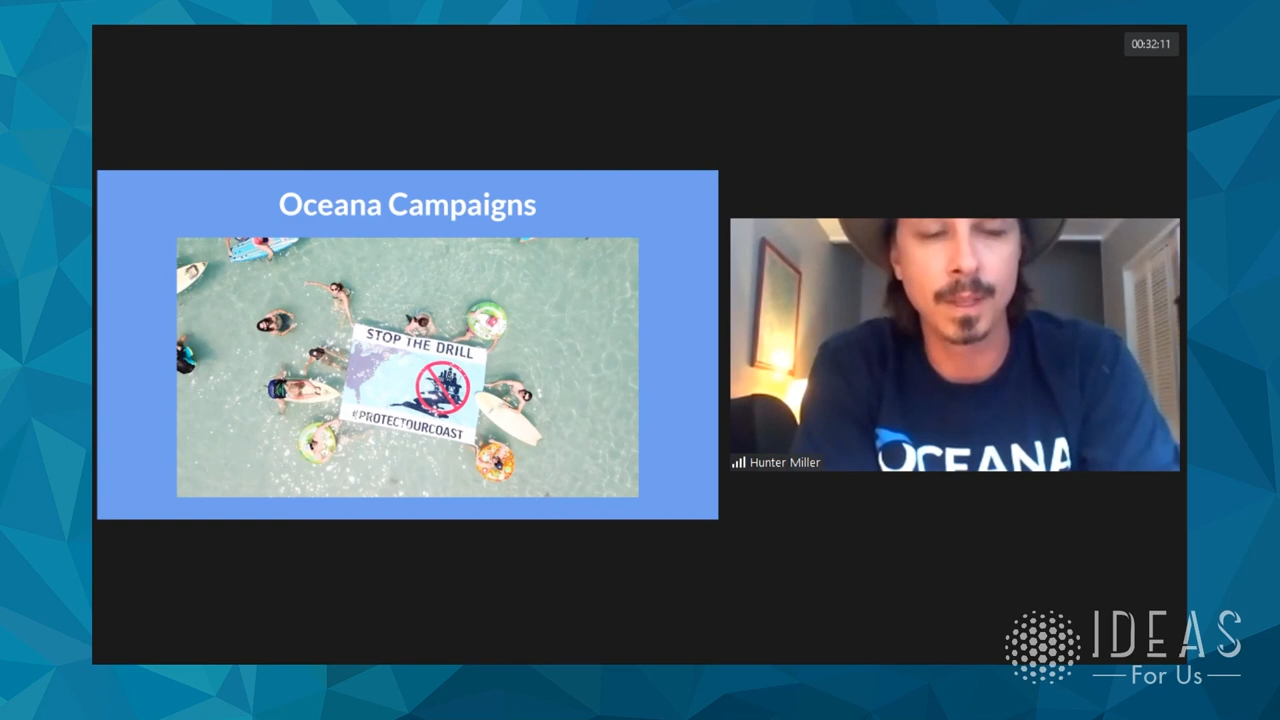 00:32:11
Oceana Campaigns
STOP THE DRILL
#PROTECTOURCOAST
Hunter Miller
OCEANA
IDEAS
For Us